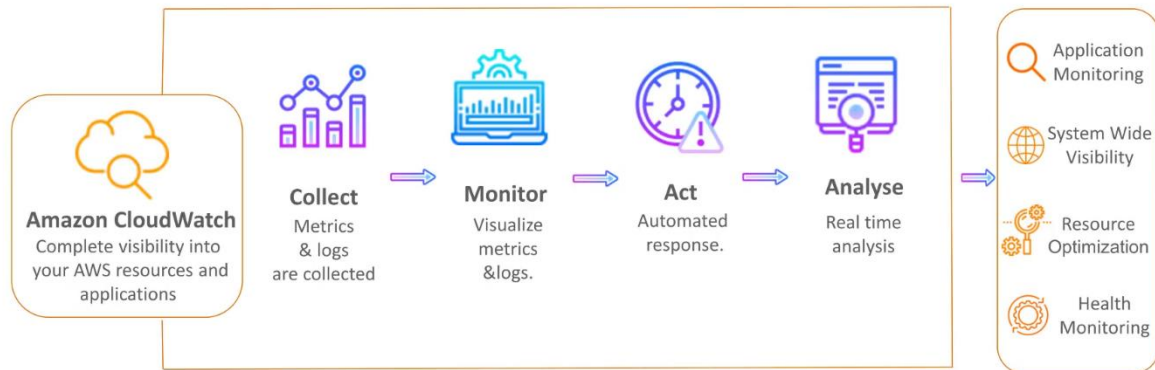 Amazon CloudWatch
Complete visibility into
your AWS resources and
applications
Collect
Metrics
& logs
are collected
Monitor
Visualize
metrics
&logs.
Act
Automated
response.
Analyse
Real time
analysis
Application
Monitoring
System Wide
Visibility
Resource
Optimization
Health
Monitoring